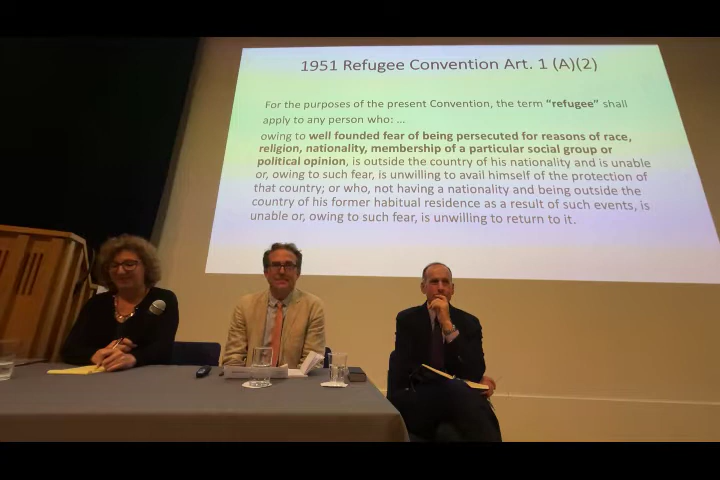 1951 Refugee Convention Art. 1 (A)(2)
For the purposes of the present Convention, the term “refugee” shall
apply to any person who: …
owing to well founded fear of being persecuted for reasons of race,
religion, nationality, membership of a particular social group or
political opinion, is outside the country of his nationality and is unable
or, owing to such fear, is unwilling to avail himself of the protection of
that country; or who, not having a nationality and being outside the
country of his former habitual residence as a result of such events, is
unable or, owing to such fear, is unwilling to return to it.